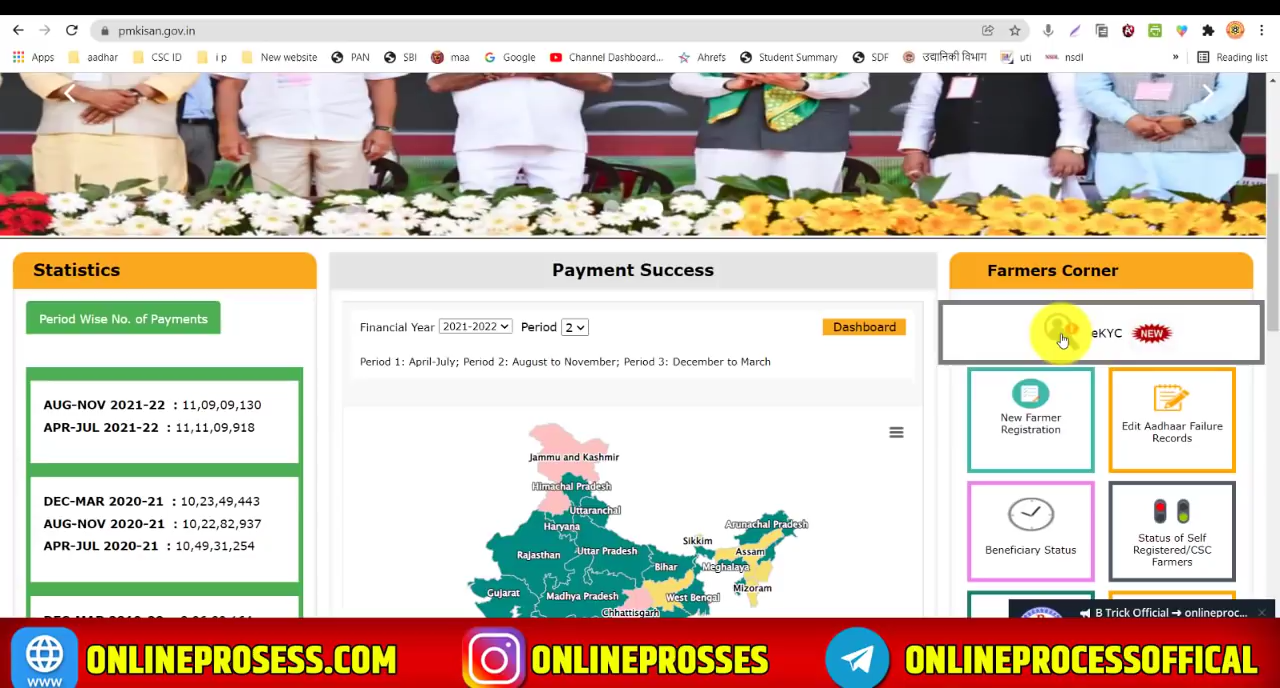 pmkisan.gov.in
Apps
aadhar
CSC ID
i p
New website
PAN
SBI
maa
Google
Channel Dashboard...
Ahrefs
Student Summary
SDF
उद्यानिकी विभाग
uti
nsdl
»
Reading list
Statistics
Period Wise No. of Payments
AUG-NOV 2021-22 : 11,09,09,130
APR-JUL 2021-22 : 11,11,09,918
DEC-MAR 2020-21 : 10,23,49,443
AUG-NOV 2020-21 : 10,22,82,937
APR-JUL 2020-21 : 10,49,31,254
Payment Success
Financial Year 2021-2022 Period 2
Dashboard
Period 1: April-July; Period 2: August to November; Period 3: December to March
Jammu and Kashmir
Himachal Pradesh
Uttaranchal
Haryana
Arunachal Pradesh
Sikkim
Rajasthan
Uttar Pradesh
Assam
Bihar
Meghalaya
Gujarat
Madhya Pradesh
West Bengal
Mizoram
Chhattisgarh
Farmers Corner
eKYC NEW
New Farmer
Registration
Edit Aadhaar Failure
Records
Beneficiary Status
Status of Self
Registered/CSC
Farmers
B Trick Official → onlineproc...
WWW
ONLINEPROSESS.COM
ONLINEPROSSES
ONLINEPROCESSOFFICAL